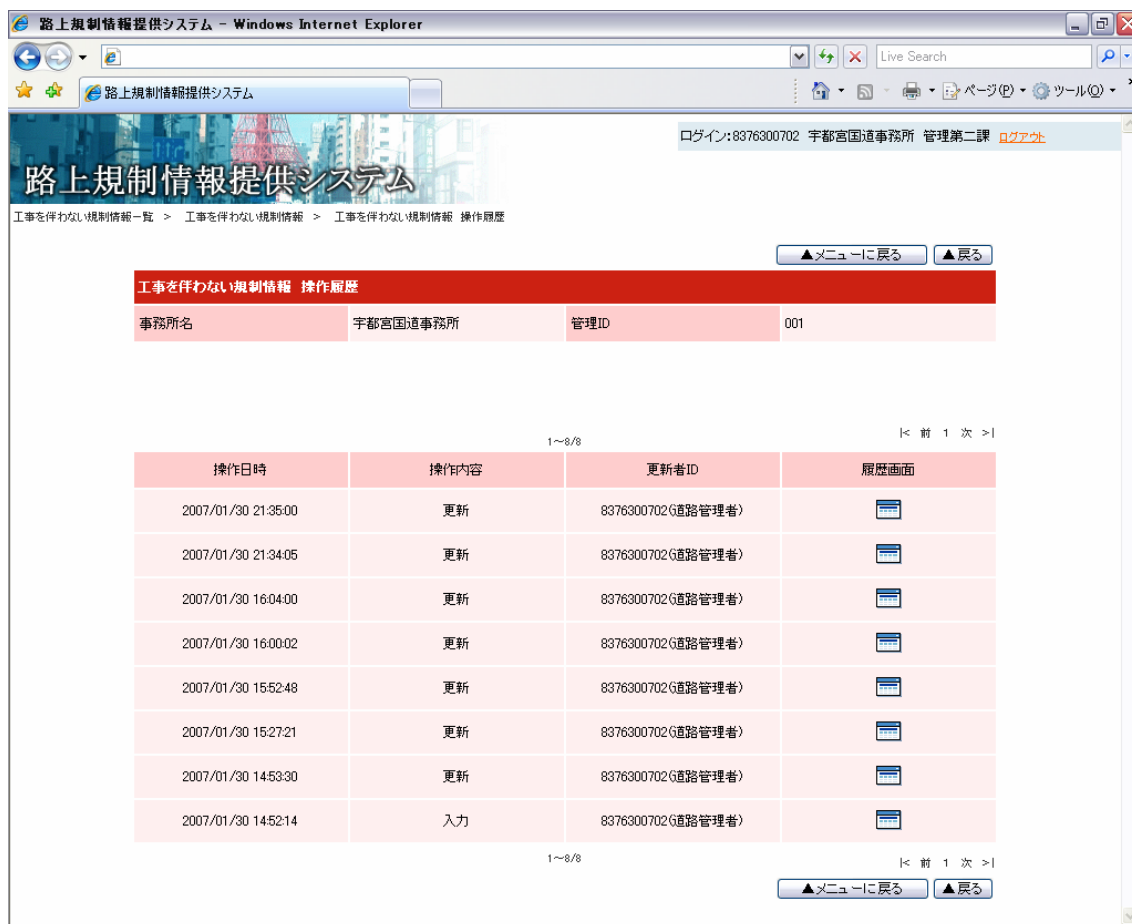 路上規制情報提供システム - Windows Internet Explorer
Live Search
路上規制情報提供システム
ページ(P)
ツール(O)
ログイン:8376300702 宇都宮国道事務所 管理第二課 ログアウト
路上規制情報提供システム
工事を伴わない規制情報一覧 > 工事を伴わない規制情報 > 工事を伴わない規制情報 操作履歴
▲メニューに戻る ▲戻る
工事を伴わない規制情報 操作履歴
事務所名 宇都宮国道事務所 管理ID 001
1～8/8 |< 前 1 次 >|
操作日時 操作内容 更新者ID 履歴画面
2007/01/30 21:35:00 更新 8376300702(道路管理者)
2007/01/30 21:34:05 更新 8376300702(道路管理者)
2007/01/30 16:04:00 更新 8376300702(道路管理者)
2007/01/30 16:00:02 更新 8376300702(道路管理者)
2007/01/30 15:52:48 更新 8376300702(道路管理者)
2007/01/30 15:27:21 更新 8376300702(道路管理者)
2007/01/30 14:53:30 更新 8376300702(道路管理者)
2007/01/30 14:52:14 入力 8376300702(道路管理者)
1～8/8 |< 前 1 次 >|
▲メニューに戻る ▲戻る